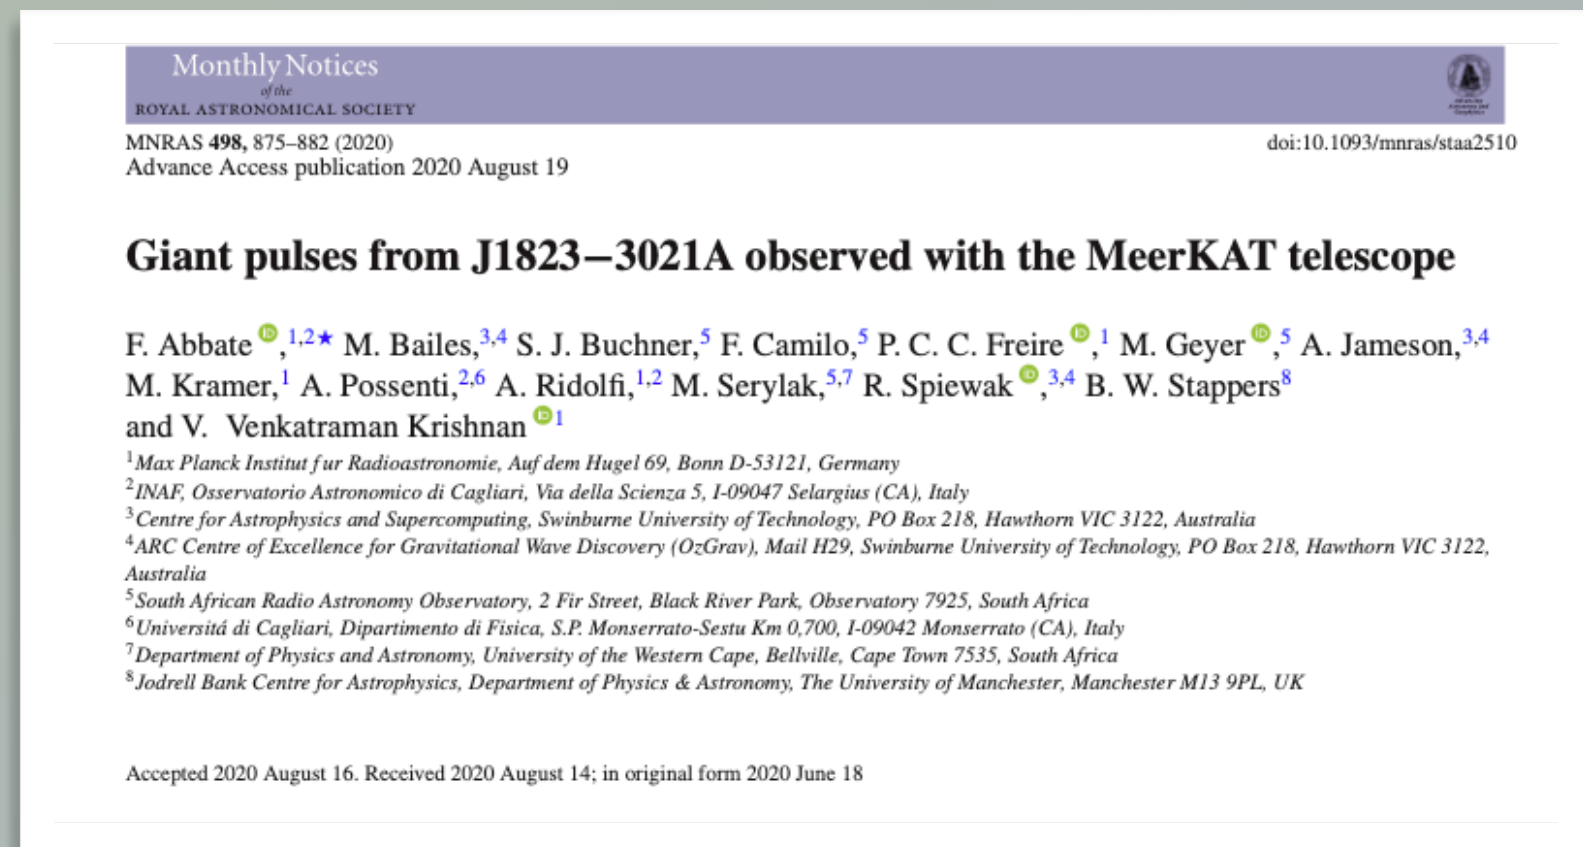 Monthly Notices
of the
ROYAL ASTRONOMICAL SOCIETY
MNRAS 498, 875–882 (2020)
doi:10.1093/mnras/staa2510
Advance Access publication 2020 August 19
Giant pulses from J1823−3021A observed with the MeerKAT telescope
F. Abbate iD,1,2★ M. Bailes,3,4 S. J. Buchner,5 F. Camilo,5 P. C. C. Freire iD,1 M. Geyer iD,5 A. Jameson,3,4
M. Kramer,1 A. Possenti,2,6 A. Ridolfi,1,2 M. Serylak,5,7 R. Spiewak iD,3,4 B. W. Stappers8
and V. Venkatraman Krishnan iD1
1Max Planck Institut fur Radioastronomie, Auf dem Hugel 69, Bonn D-53121, Germany
2INAF, Osservatorio Astronomico di Cagliari, Via della Scienza 5, I-09047 Selargius (CA), Italy
3Centre for Astrophysics and Supercomputing, Swinburne University of Technology, PO Box 218, Hawthorn VIC 3122, Australia
4ARC Centre of Excellence for Gravitational Wave Discovery (OzGrav), Mail H29, Swinburne University of Technology, PO Box 218, Hawthorn VIC 3122,
Australia
5South African Radio Astronomy Observatory, 2 Fir Street, Black River Park, Observatory 7925, South Africa
6Universitá di Cagliari, Dipartimento di Fisica, S.P. Monserrato-Sestu Km 0,700, I-09042 Monserrato (CA), Italy
7Department of Physics and Astronomy, University of the Western Cape, Bellville, Cape Town 7535, South Africa
8Jodrell Bank Centre for Astrophysics, Department of Physics & Astronomy, The University of Manchester, Manchester M13 9PL, UK
Accepted 2020 August 16. Received 2020 August 14; in original form 2020 June 18